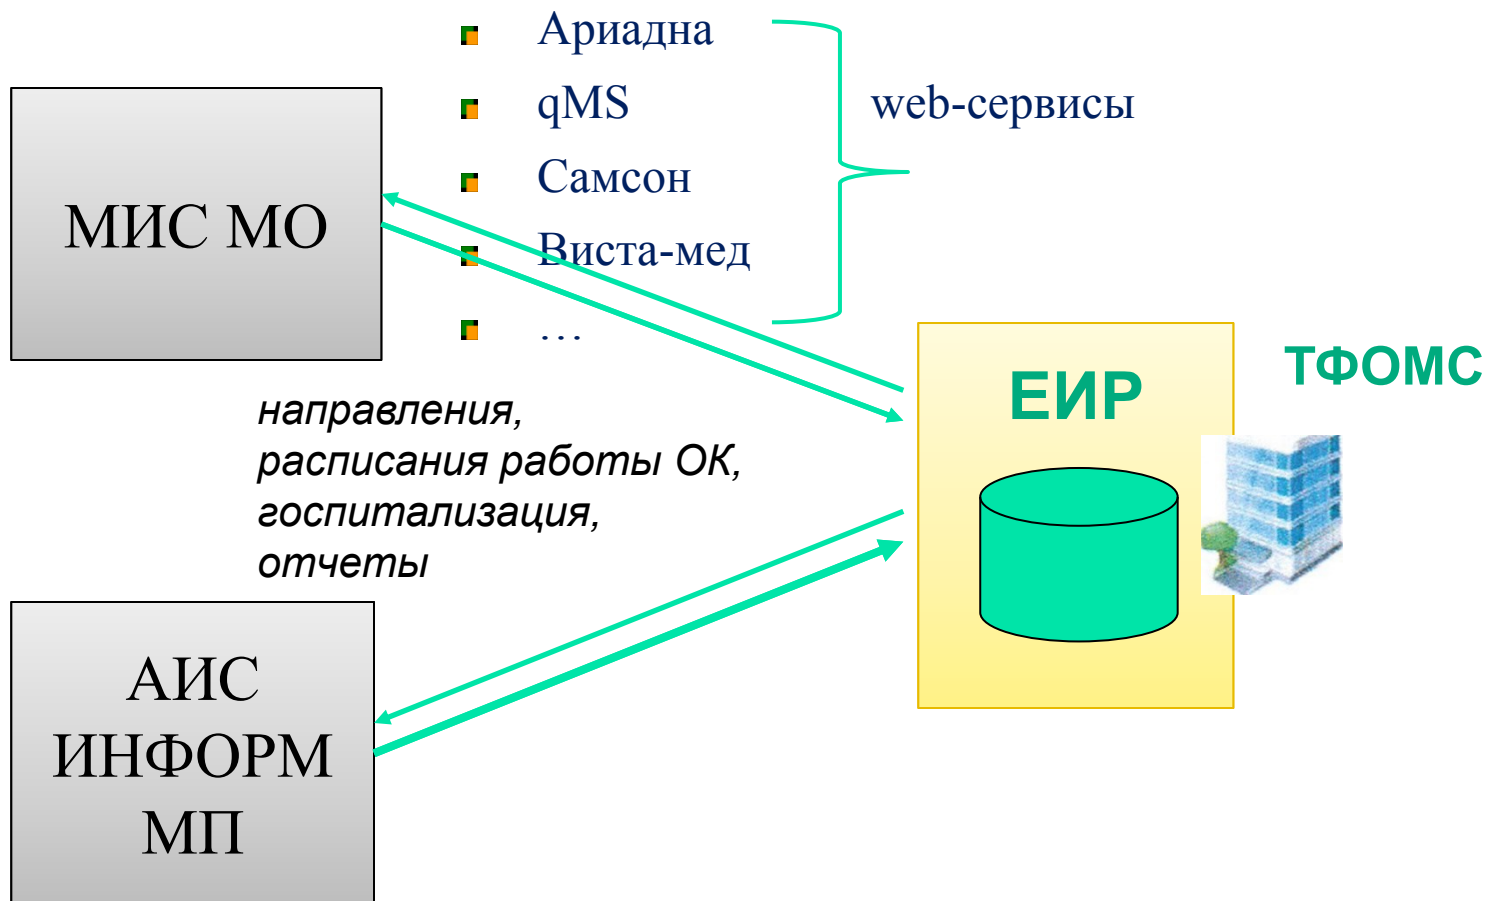 Ариадна
qMS
web-сервисы
Самсон
Виста-мед
…
МИС МО
ТФОМС
ЕИР
направления,
расписания работы ОК,
госпитализация,
отчеты
АИС
ИНФОРМ
МП